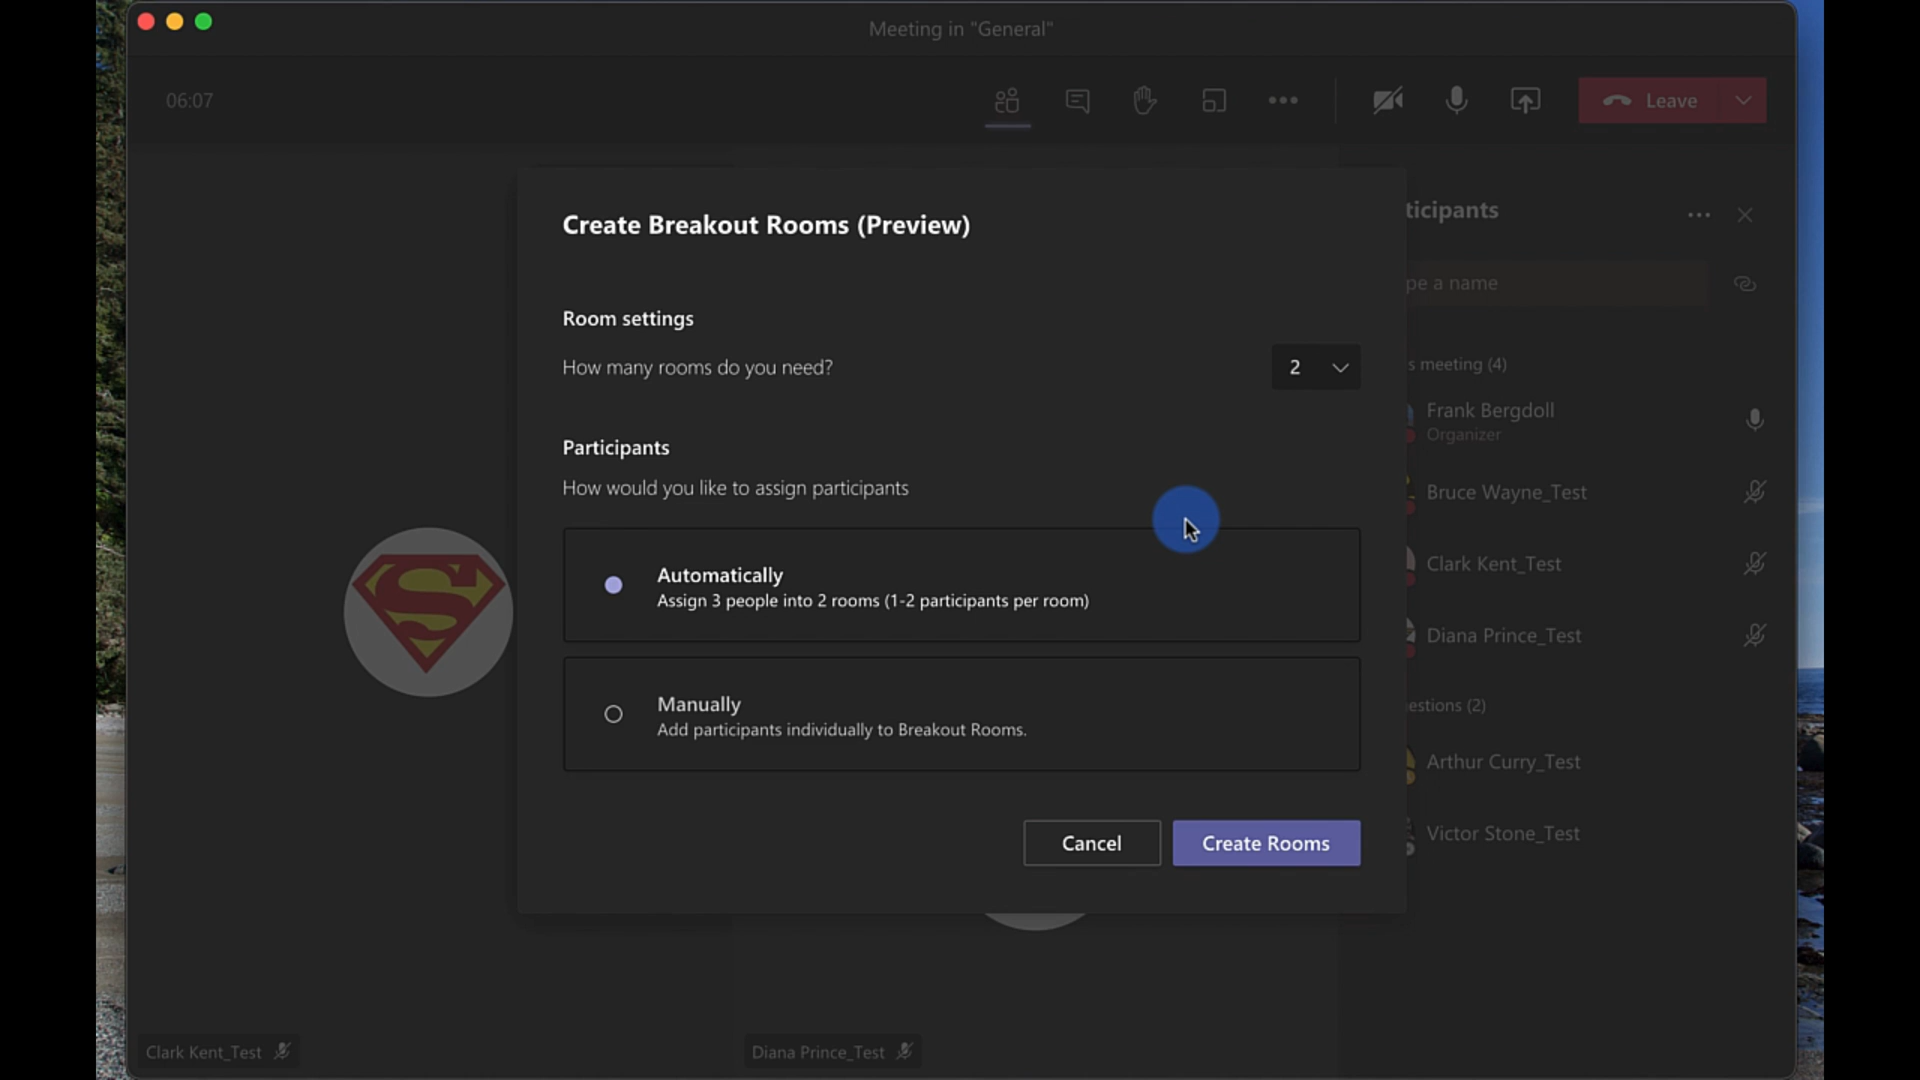 Meeting in "General"
06:07
Leave
Create Breakout Rooms (Preview)
Room settings
How many rooms do you need?
2
Participants
How would you like to assign participants
Automatically
Assign 3 people into 2 rooms (1-2 participants per room)
Manually
Add participants individually to Breakout Rooms.
Cancel
Create Rooms
ticipants
pe a name
s meeting (4)
Frank Bergdoll
Organizer
Bruce Wayne_Test
Clark Kent_Test
Diana Prince_Test
estions (2)
Arthur Curry_Test
Victor Stone_Test
Clark Kent_Test
Diana Prince_Test